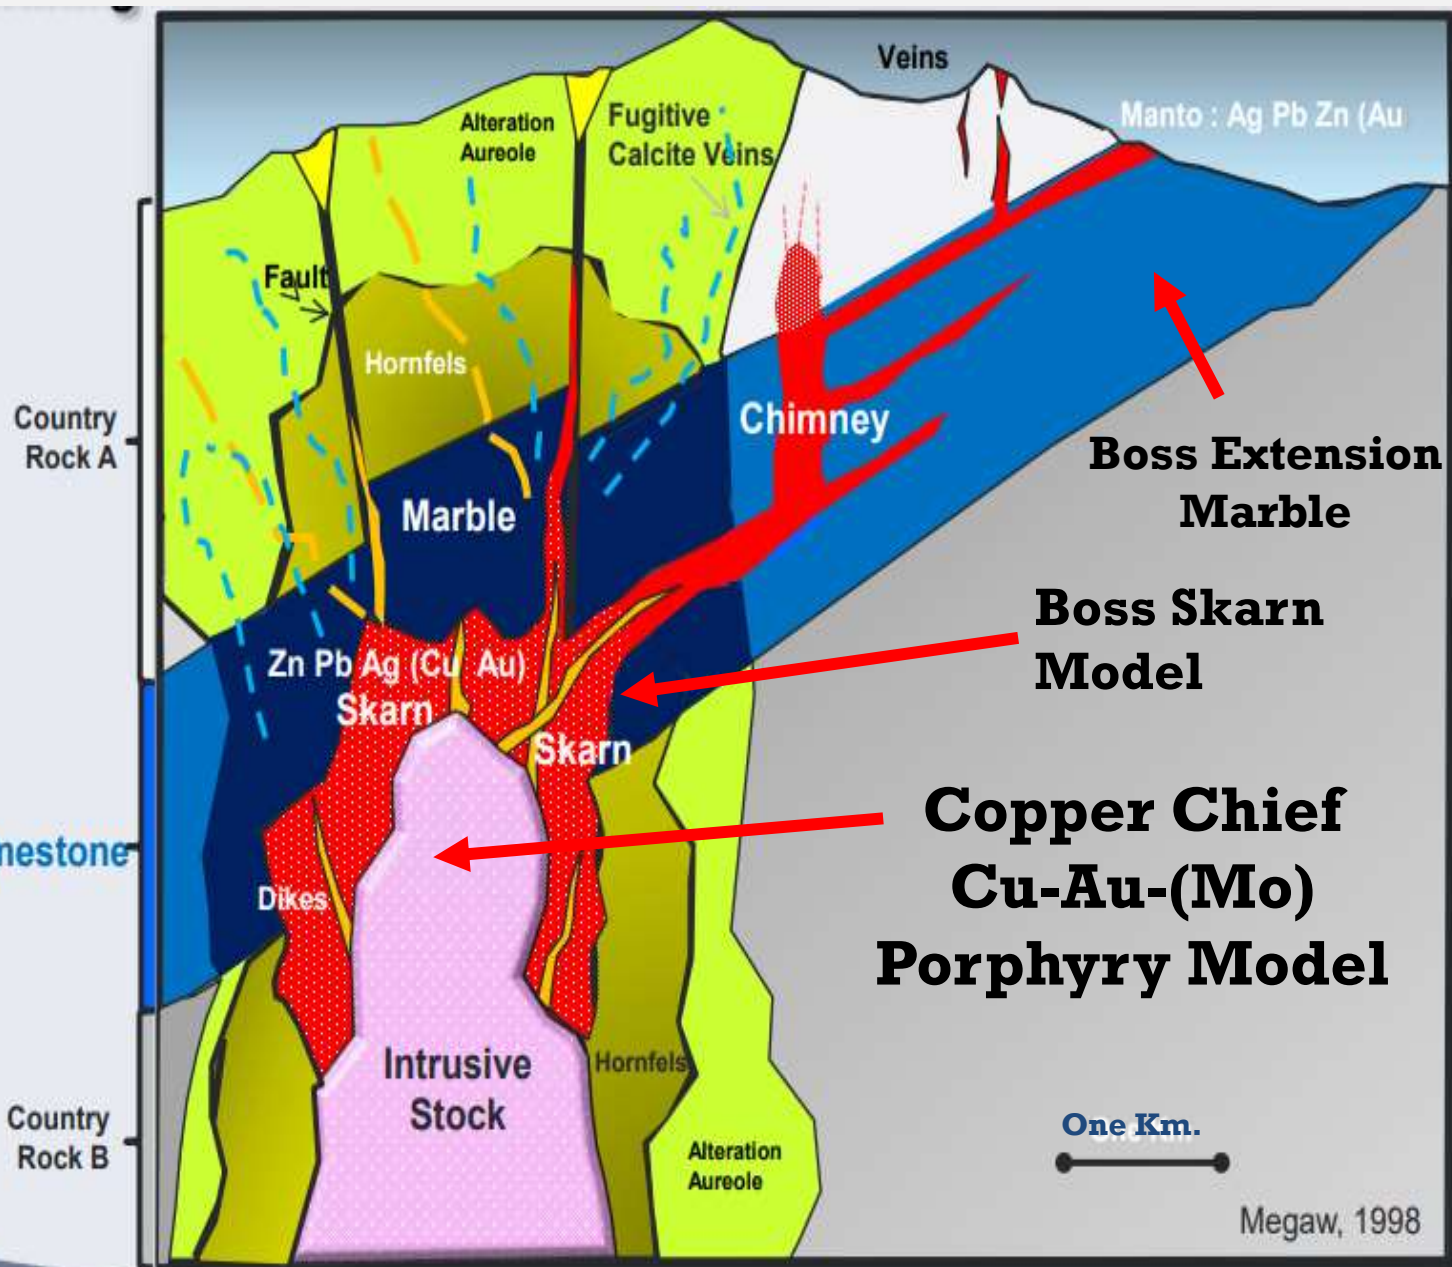 Veins
Manto : Ag Pb Zn (Au
Alteration
Aureole
Fugitive
Calcite Veins
Fault
Hornfels
Country
Rock A
Chimney
Boss Extension
Marble
Marble
Boss Skarn
Model
Zn Pb Ag (Cu Au)
Skarn
Skarn
Copper Chief
Cu-Au-(Mo)
Porphyry Model
Dikes
Intrusive
Stock
Hornfels
Country
Rock B
Alteration
Aureole
One Km.
Megaw, 1998